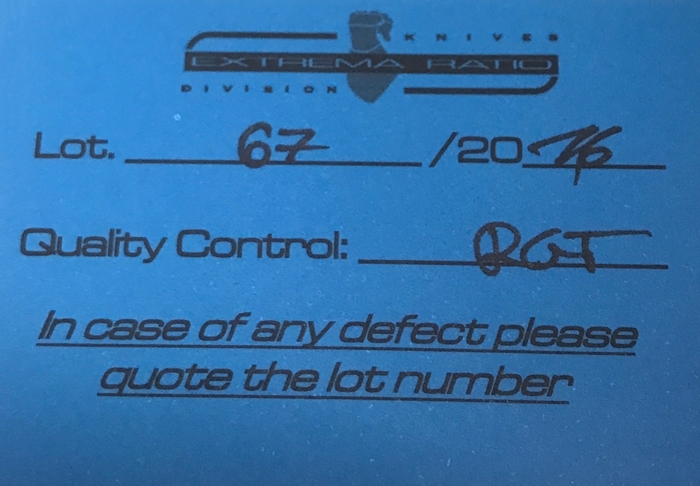 KNIVES
EXTREMA RATIO
DIVISION
Lot. 67 /2016
Quality Control: RGT
In case of any defect please
quote the lot number